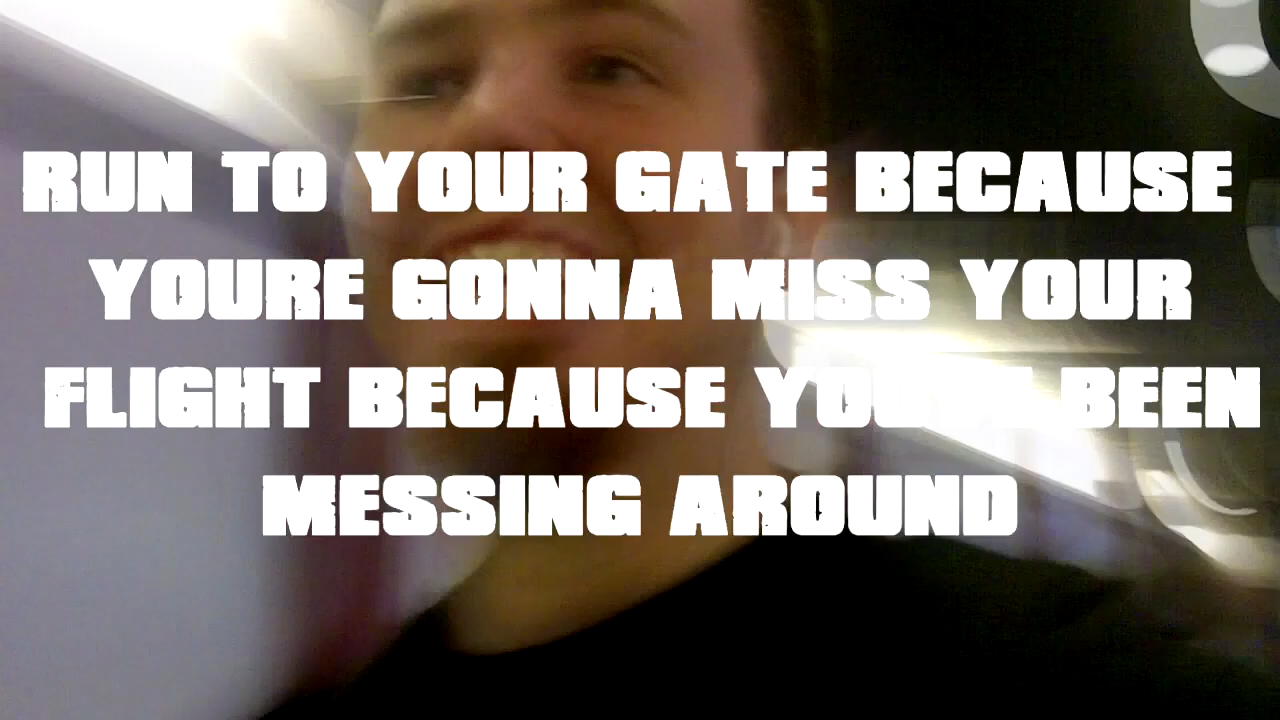 RUN TO YOUR GATE BECAUSE
YOURE GONNA MISS YOUR
FLIGHT BECAUSE BEEN
MESSING AROUND